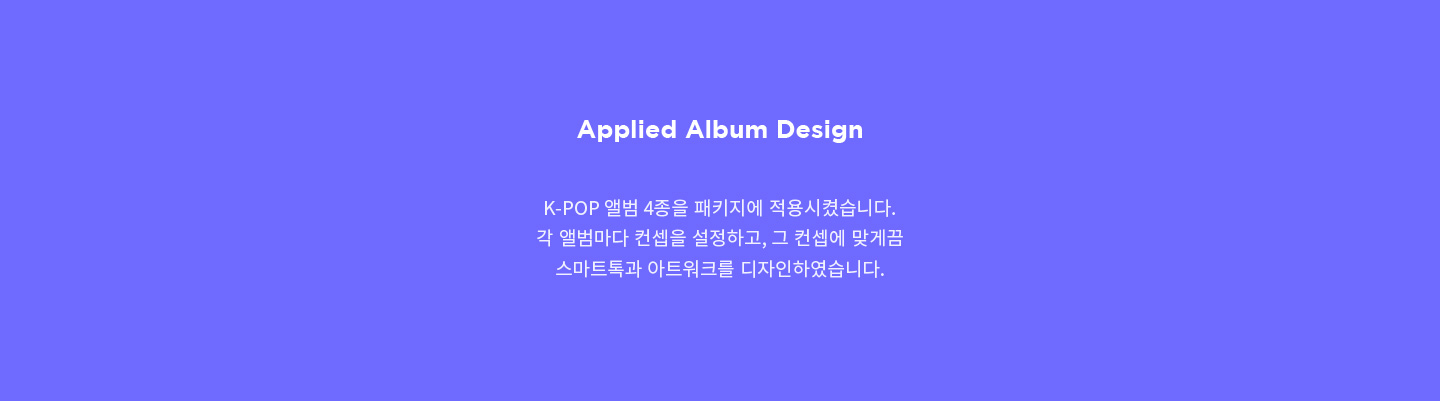 Applied Album Design
K-POP 앨범 4종을 패키지에 적용시켰습니다.
각 앨범마다 컨셉을 설정하고, 그 컨셉에 맞게끔
스마트톡과 아트워크를 디자인하였습니다.